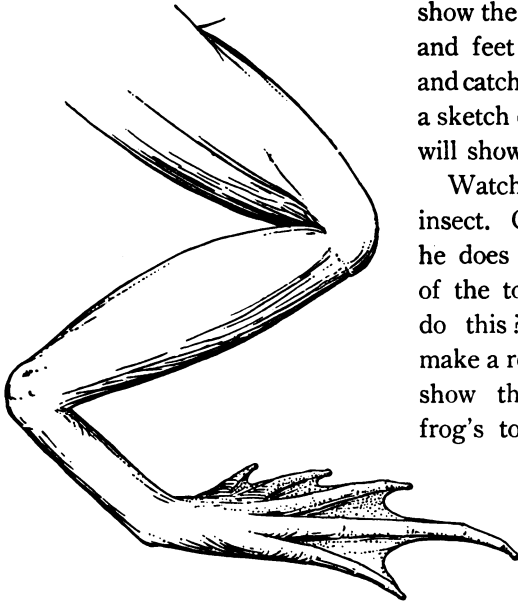 show the
and feet
and catch
a sketch
will show
Watch
insect.
he does
of the
do this
make a
show
frog's